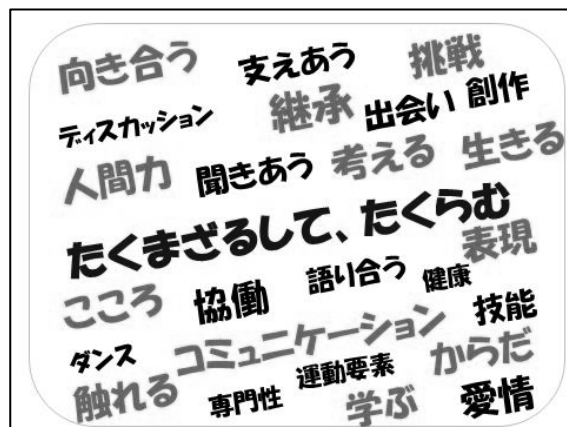 向き合う 支えあう 挑戦
ディスカッション 継承 出会い 創作
人間力 聞きあう 考える 生きる
たくまざるして、たくらむ
表現
こころ 協働 語り合う 健康 技能
ダンス コミュニケーション からだ
触れる 専門性 運動要素 学ぶ 愛情